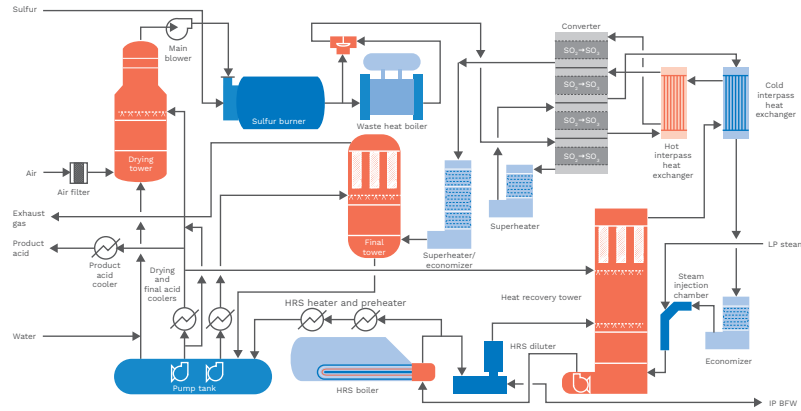 Sulfur
Main
blower
Sulfur burner
Waste heat boiler
Converter
SO₂→SO₃
SO₂→SO₃
SO₂→SO₃
SO₂→SO₃
Cold
interpass
heat
exchanger
Hot
interpass
heat
exchanger
Drying
tower
Air
Air filter
Exhaust
gas
Product
acid
Product
acid
cooler
Drying
and
final acid
coolers
Final
tower
Superheater/
economizer
Superheater
LP steam
Steam
injection
chamber
Heat recovery tower
HRS heater and preheater
Water
HRS diluter
Economizer
Pump tank
HRS boiler
IP BFW